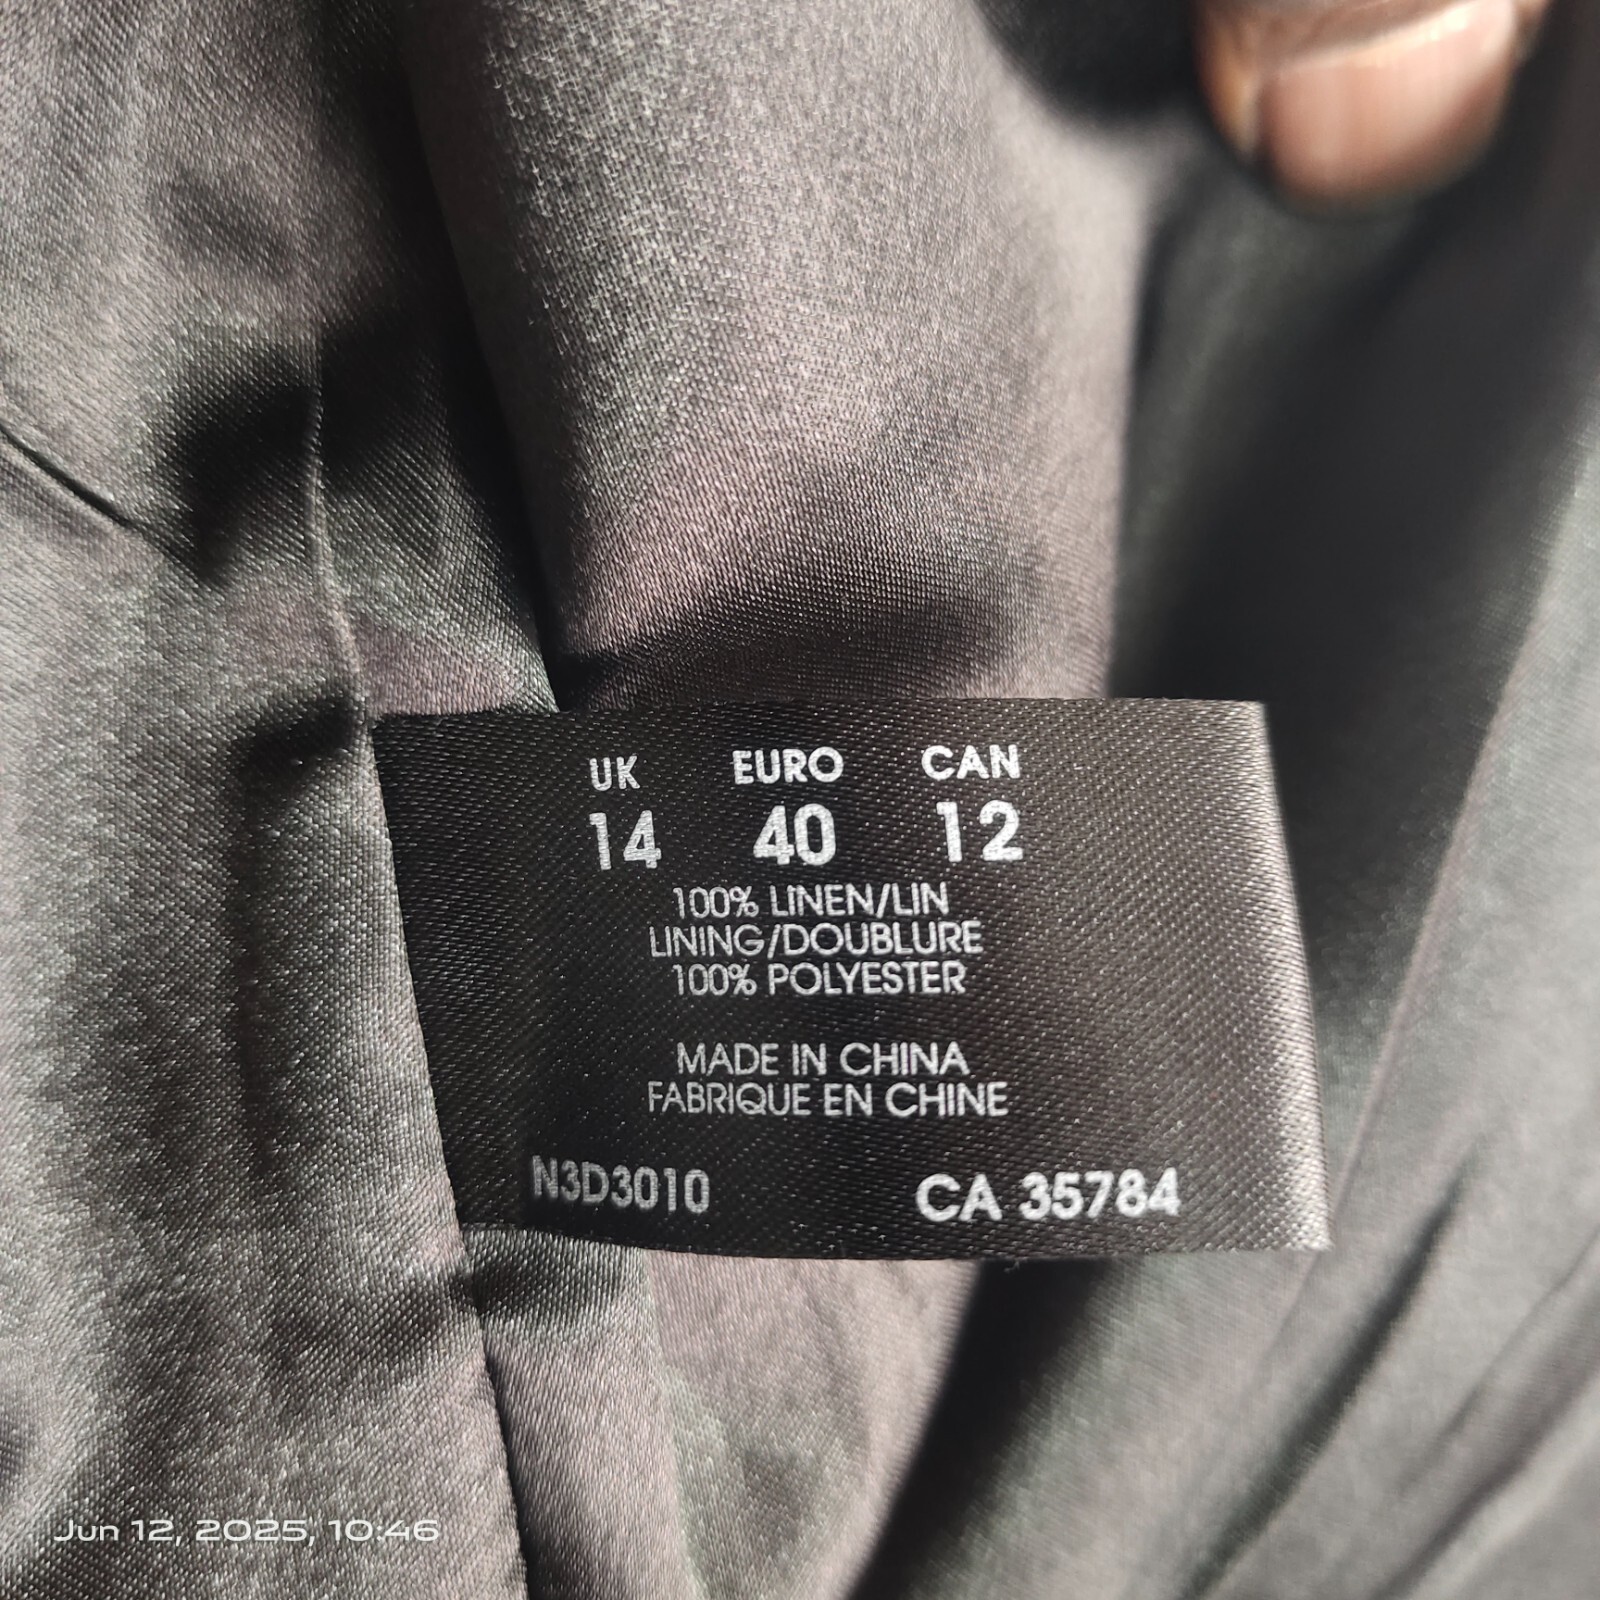 UK EURO CAN
14 40 12
100% LINEN/LIN
LINING/DOUBLURE
100% POLYESTER
MADE IN CHINA
FABRIQUE EN CHINE
N3D3010 CA 35784
Jun 12, 2025, 10:46